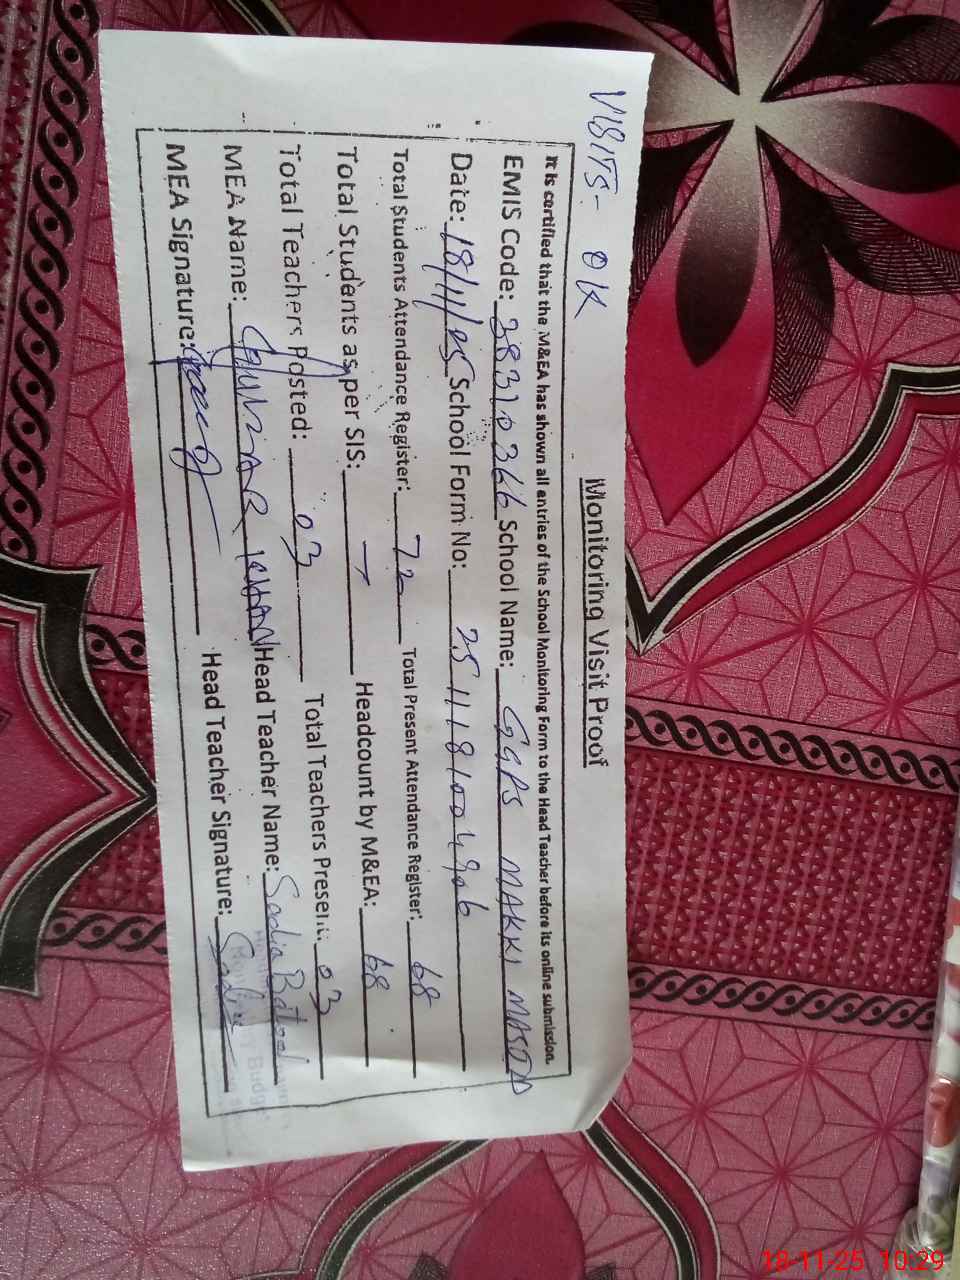 VISITS - OK
Monitoring Visit Proof
It is certified that the M&EA has shown all entries of the School Monitoring Form to the Head Teacher before its online submission.
EMIS Code: 38310366 School Name: GGPS MAKKI MASJID
Date: 18/11/25 School Form No: 2511181004906
Total Students Attendance Register: 72 Total Present Attendance Register: 68
Total Students as per SIS: — Headcount by M&EA: 68
Total Teachers Posted: 03 Total Teachers Present: 03
MEA Name: KHAN Head Teacher Name: Sadia Batool
MEA Signature: Head Teacher Signature: Sadia
Budget
18-11-25 10:29